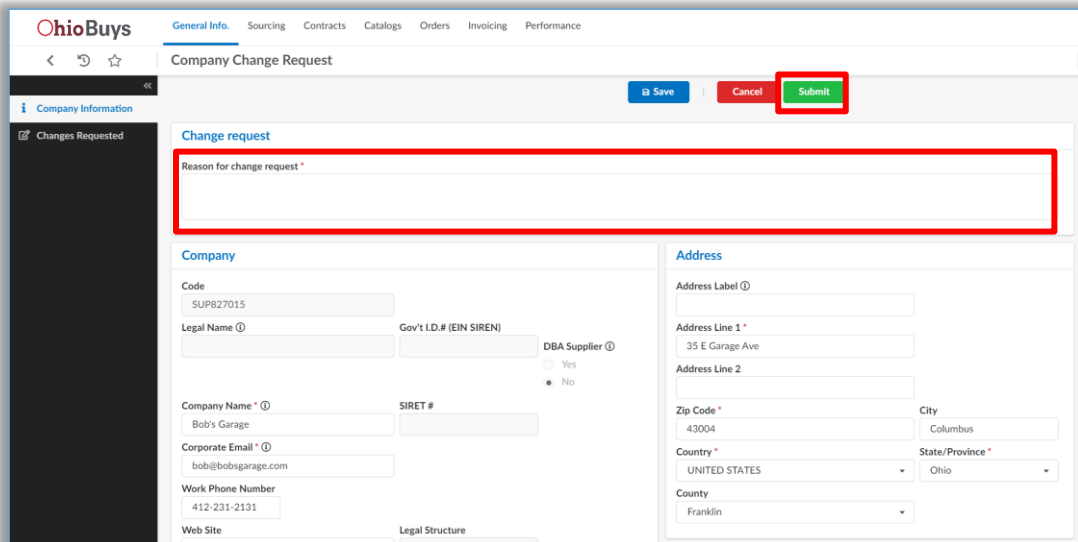 OhioBuys
General Info. Sourcing Contracts Catalogs Orders Invoicing Performance
Company Change Request
Company Information
Changes Requested
Save | Cancel Submit
Change request
Reason for change request *
Company
Code
SUP827015
Legal Name
Gov't I.D.# (EIN SIREN)
DBA Supplier
Yes
No
Company Name *
Bob's Garage
SIRET #
Corporate Email *
bob@bobsgarage.com
Work Phone Number
412-231-2131
Web Site
Legal Structure
Address
Address Label
Address Line 1 *
35 E Garage Ave
Address Line 2
Zip Code *
43004
City
Columbus
Country *
UNITED STATES
State/Province *
Ohio
County
Franklin